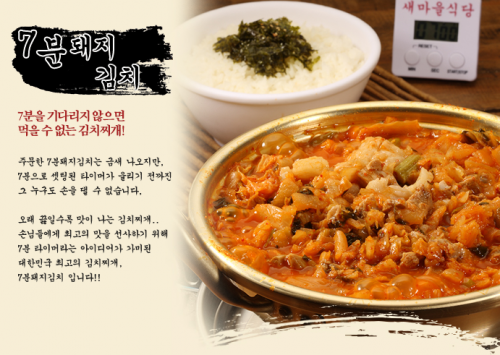 7분돼지
김치
7분을 기다리지 않으면
먹을 수 없는 김치찌개!
주문한 7분돼지김치는 금새 나오지만,
7분으로 셋팅된 타이머가 울리기 전까진
그 누구도 손을 댈 수 없습니다.
오래 끓일수록 맛이 나는 김치찌개..
손님들에게 최고의 맛을 선사하기 위해
7분 타이머라는 아이디어가 가미된
대한민국 최고의 김치찌개,
7분돼지김치 입니다!!
새마을식당
RESET
MIN
SEC
START/STOP